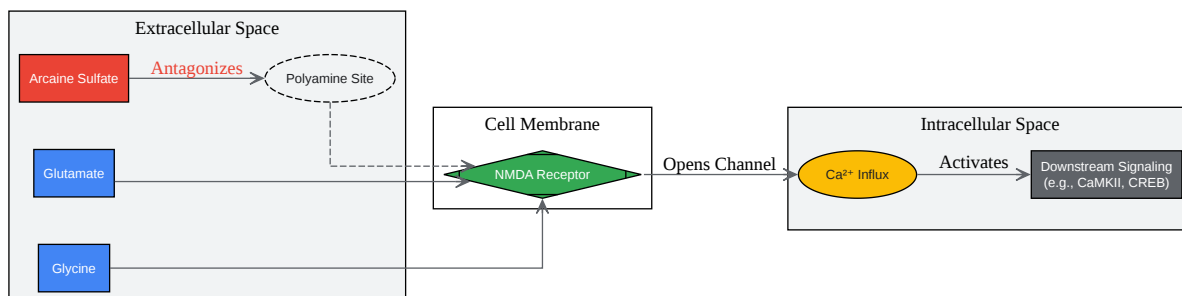 Extracellular Space
Arcaine Sulfate
Antagonizes
Polyamine Site
Glutamate
Glycine
Cell Membrane
NMDA Receptor
Opens Channel
Intracellular Space
Ca²⁺ Influx
Activates
Downstream Signaling
(e.g., CaMKII, CREB)